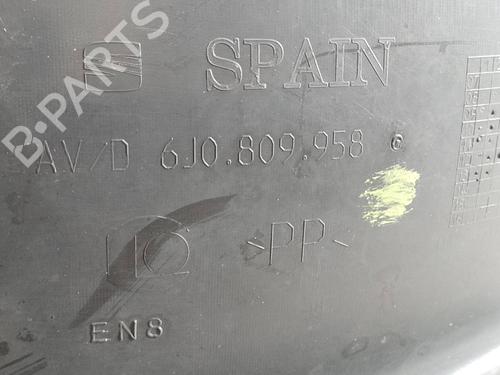 SPAIN
B-PARTS
AV/D 6J0.809.958 ©
>PP<
EN8